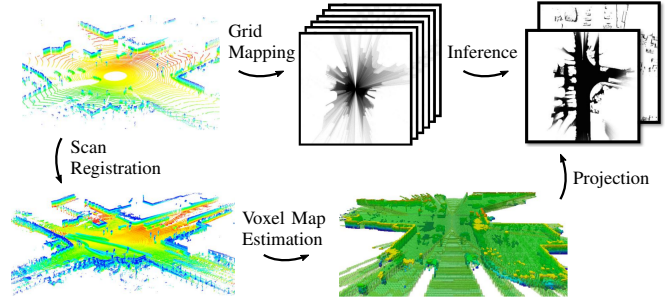 Grid
Mapping
Inference
Scan
Registration
Projection
Voxel Map
Estimation